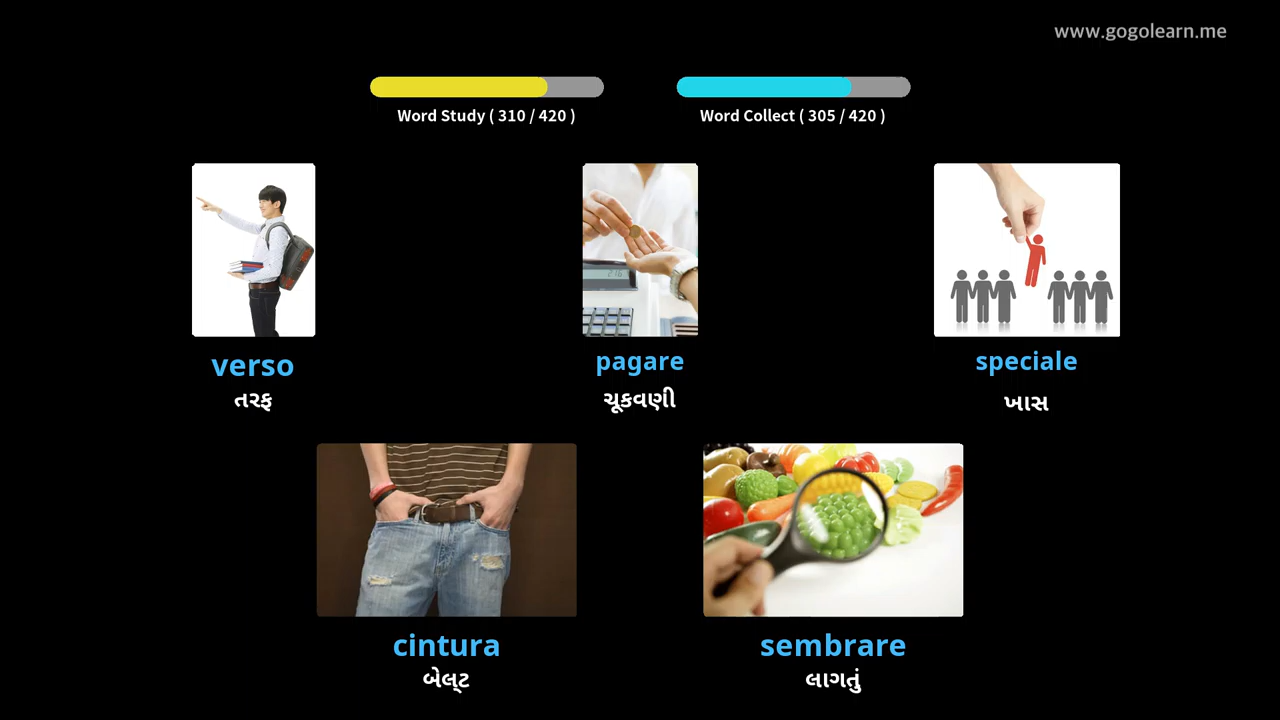 www.gogolearn.me
Word Study ( 310 / 420 )
Word Collect ( 305 / 420 )
verso
તરફ
pagare
ચૂકવણી
speciale
ખાસ
cintura
બેલ્ટ
sembrare
લાગતું